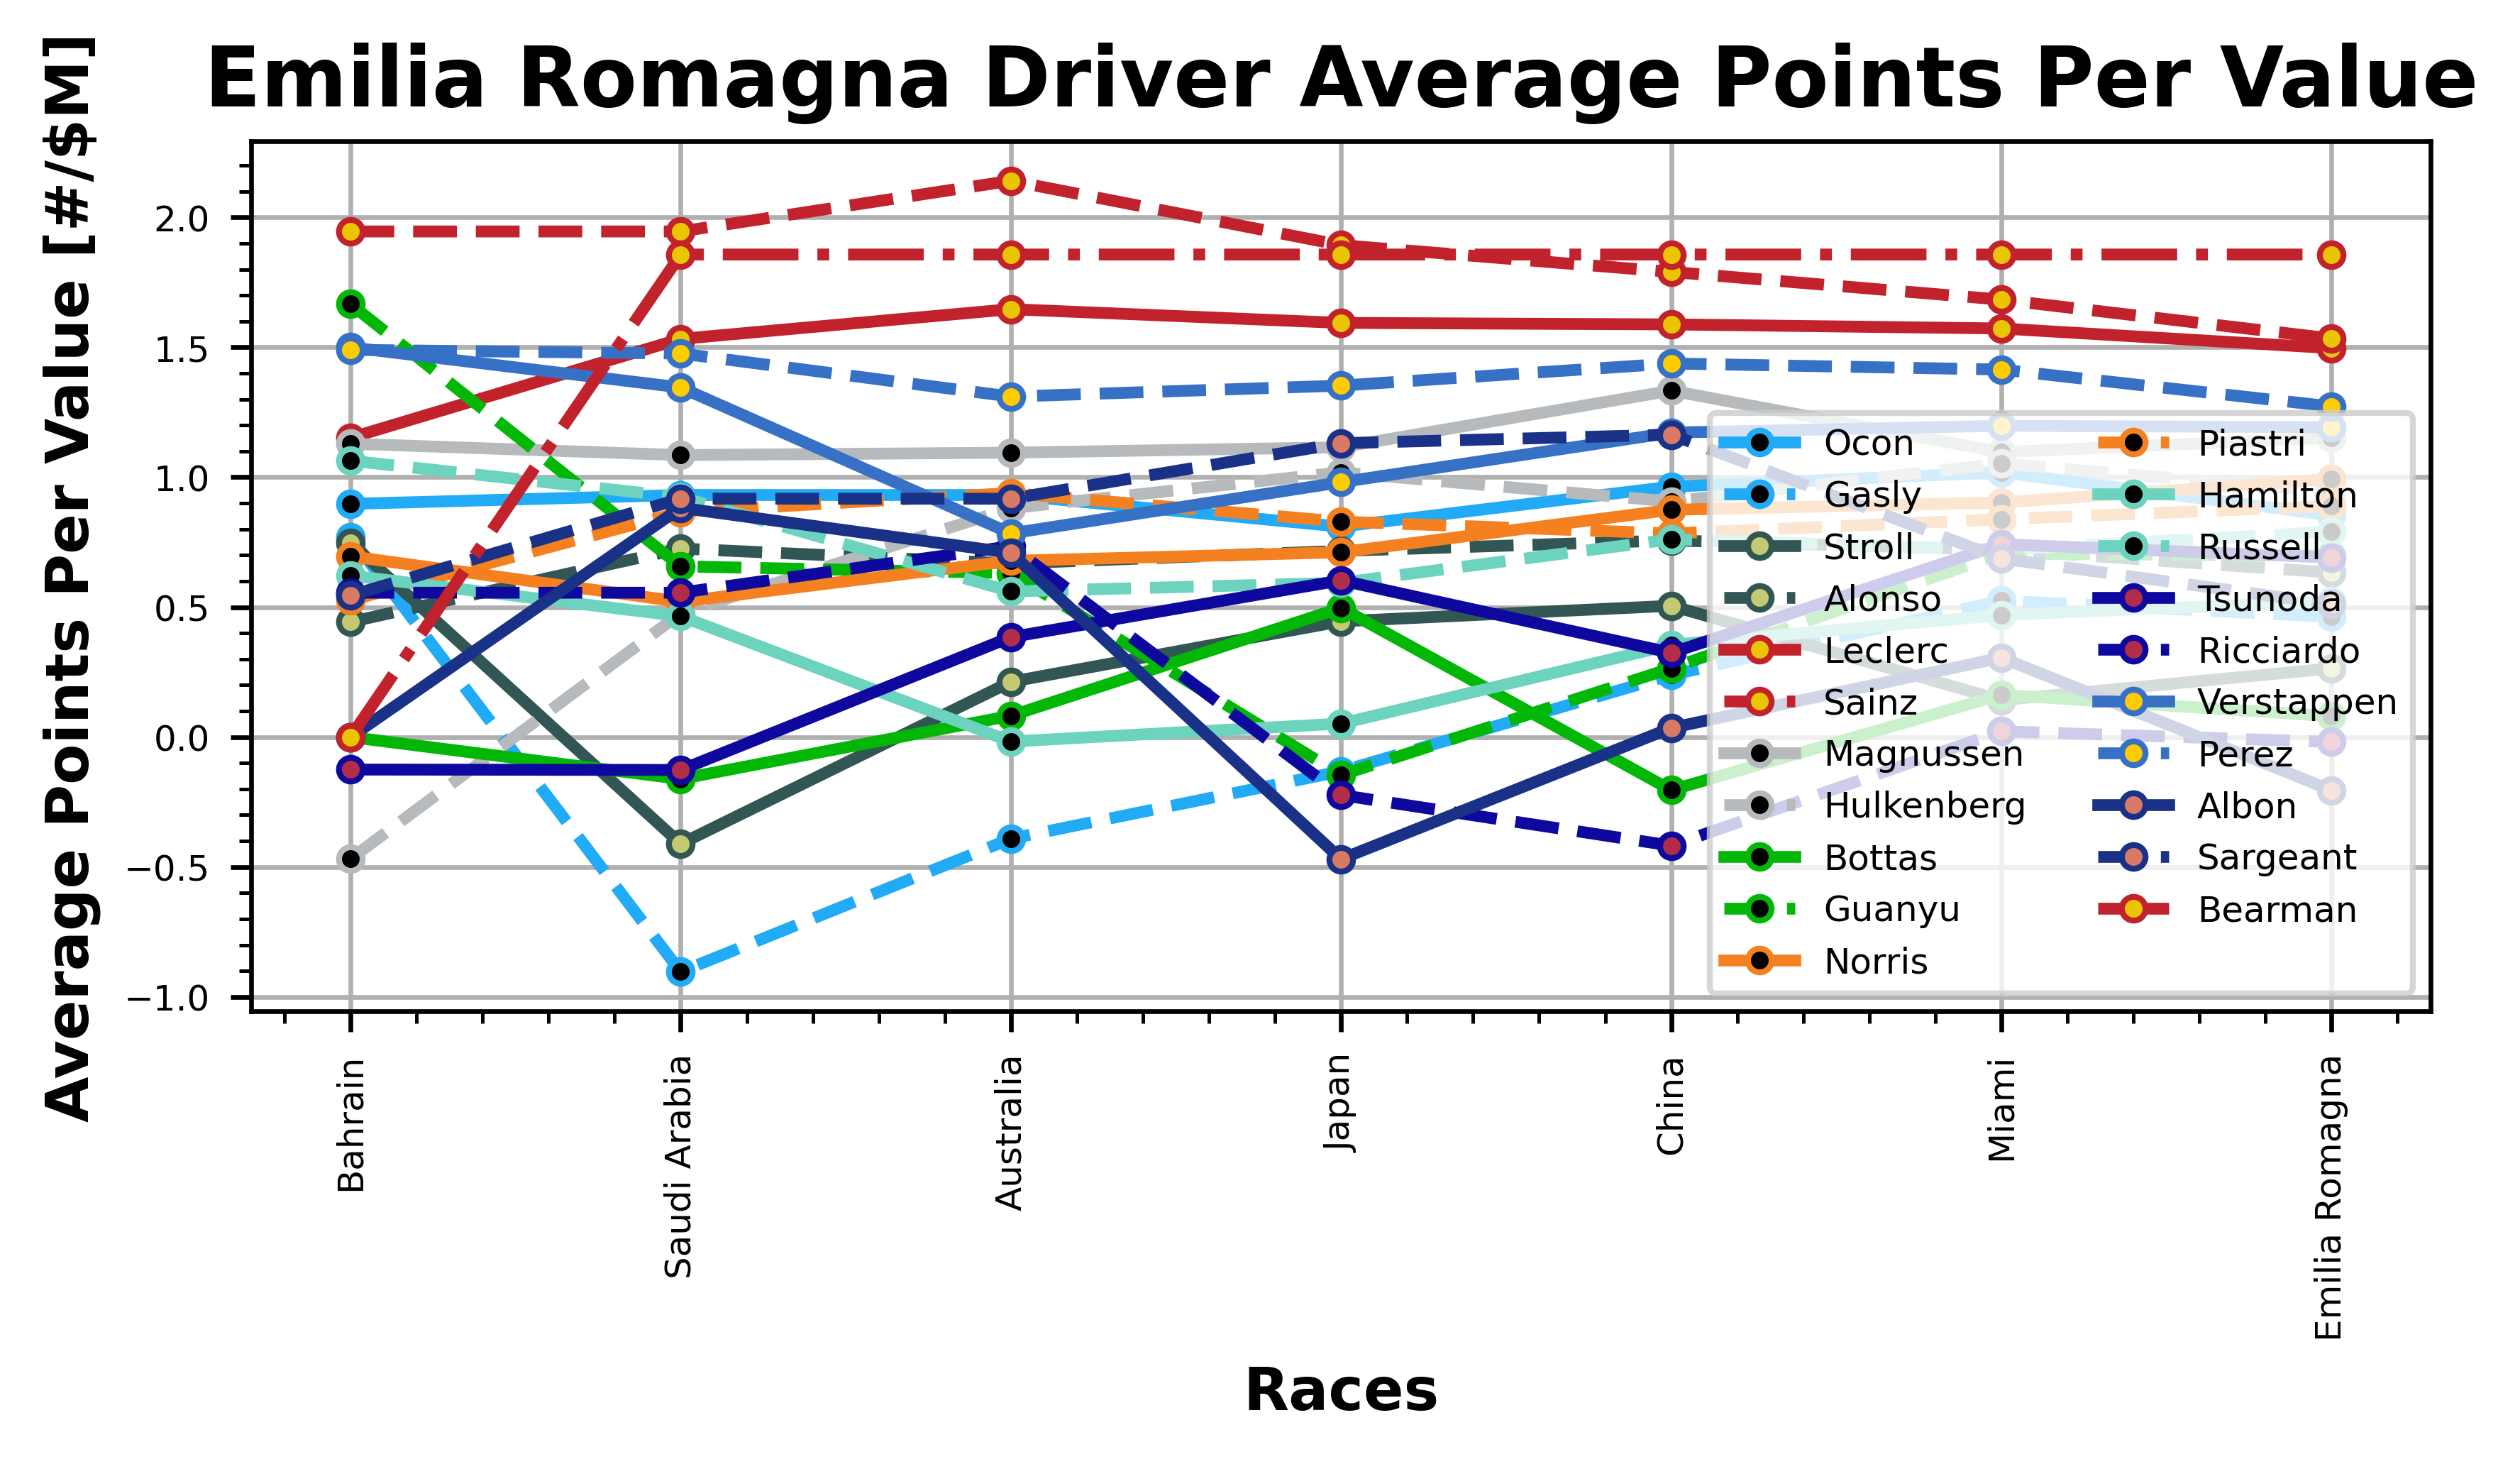 Emilia Romagna Driver Average Points Per Value
Average Points Per Value [#/$M]
2.0
1.5
1.0
0.5
0.0
−0.5
−1.0
Ocon
Gasly
Stroll
Alonso
Leclerc
Sainz
Magnussen
Hulkenberg
Bottas
Guanyu
Norris
Piastri
Hamilton
Russell
Tsunoda
Ricciardo
Verstappen
Perez
Albon
Sargeant
Bearman
Bahrain
Saudi Arabia
Australia
Japan
China
Miami
Emilia Romagna
Races